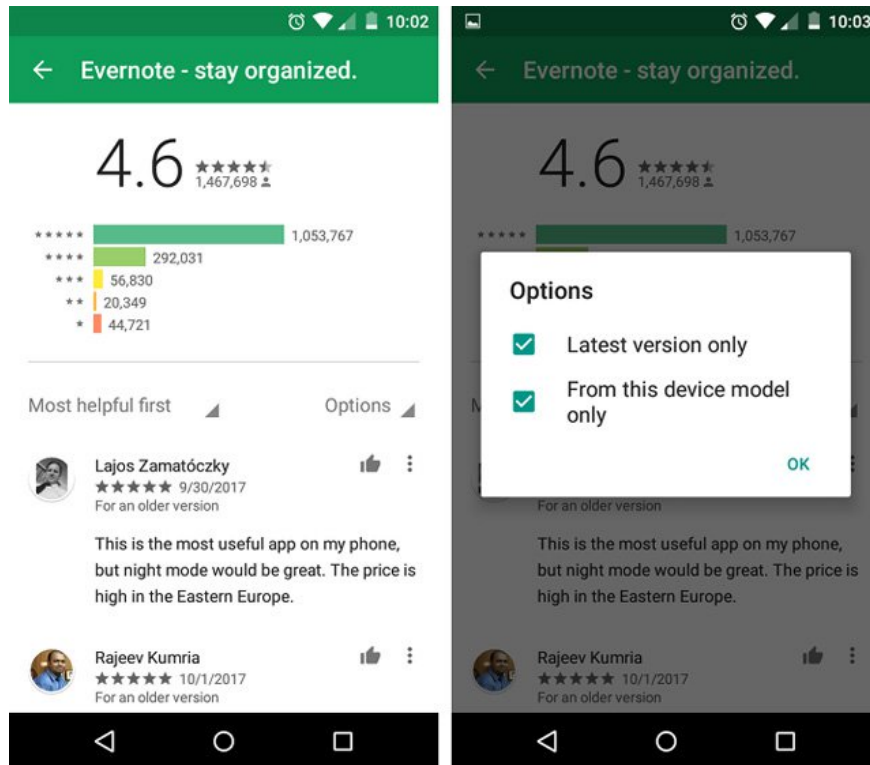 10:02
Evernote - stay organized.
4.6
1,467,698
1,053,767
292,031
56,830
20,349
44,721
Most helpful first
Options
Lajos Zamatóczky
9/30/2017
For an older version
This is the most useful app on my phone,
but night mode would be great. The price is
high in the Eastern Europe.
Rajeev Kumria
10/1/2017
For an older version
10:03
Evernote - stay organized.
4.6
1,467,698
1,053,767
Options
Latest version only
From this device model
only
OK
For an older version
This is the most useful app on my phone,
but night mode would be great. The price is
high in the Eastern Europe.
Rajeev Kumria
10/1/2017
For an older version